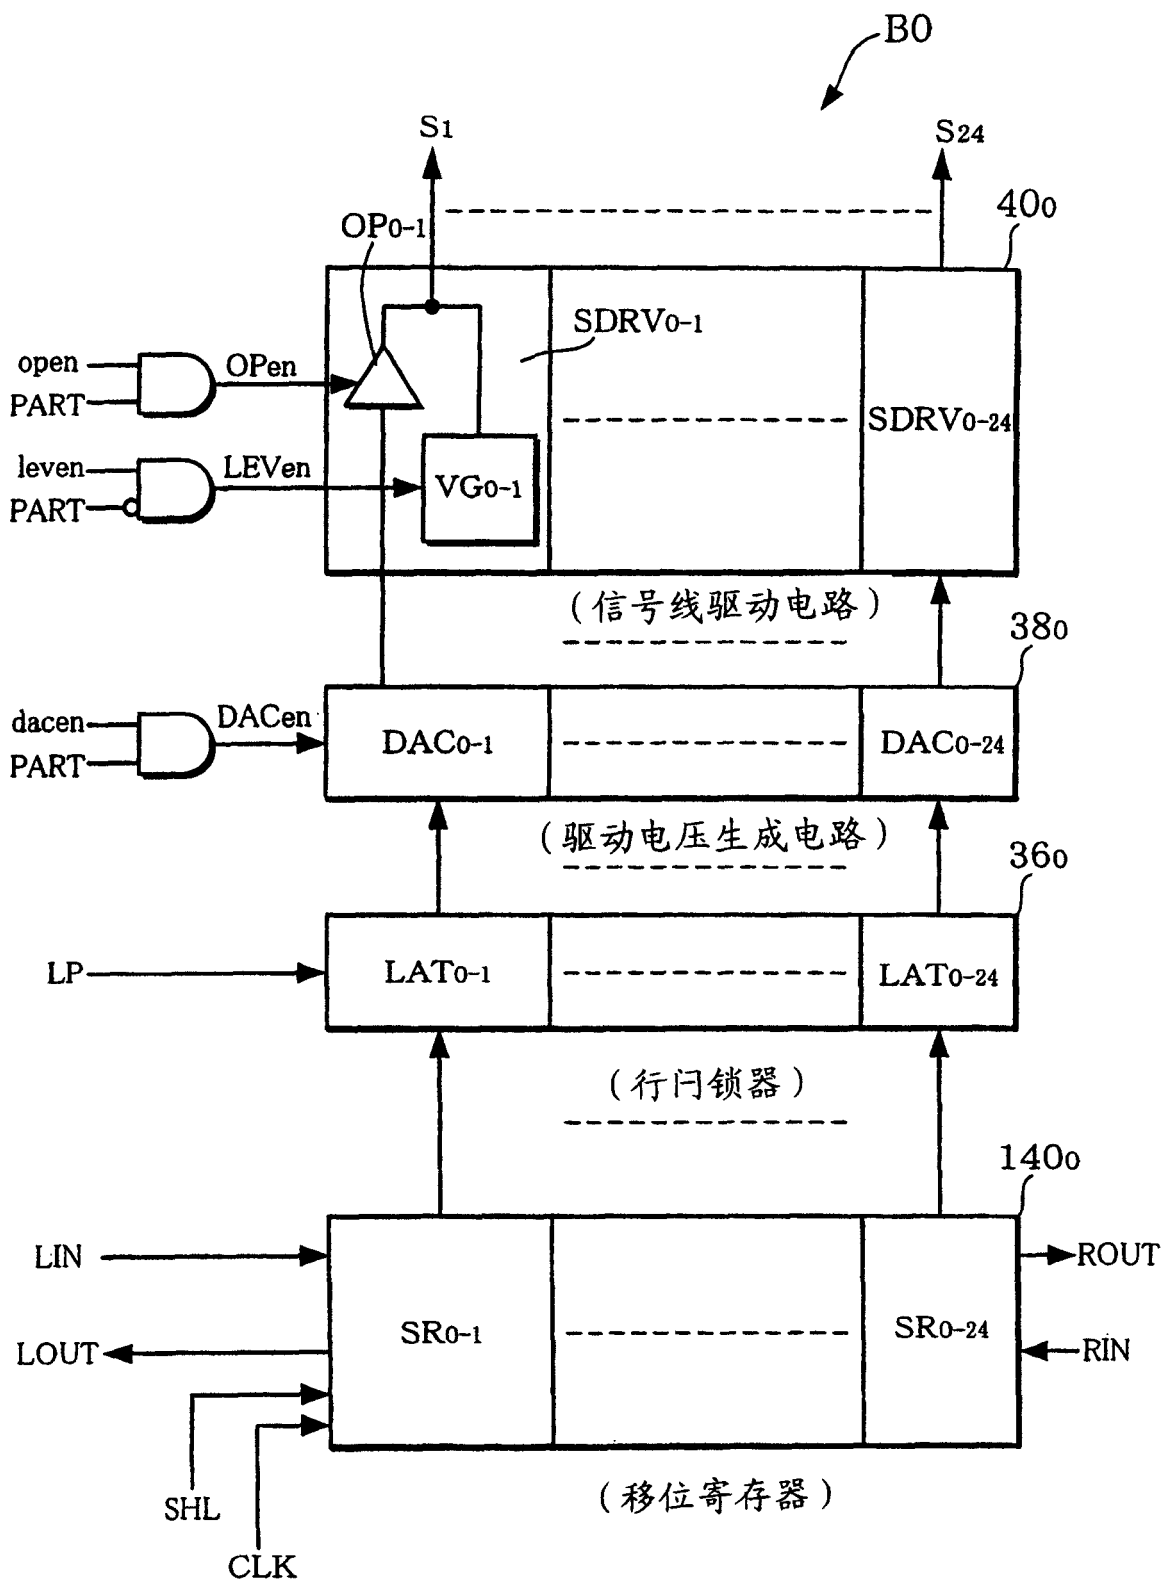 B0
S1
S24
400
OP0-1
SDRV0-1
open
PART
OPen
SDRV0-24
leven
PART
LEVen
VG0-1
(信号线驱动电路)
380
dacen
PART
DACen
DAC0-1
DAC0-24
(驱动电压生成电路)
360
LP
LAT0-1
LAT0-24
(行闩锁器)
1400
LIN
ROUT
SR0-1
SR0-24
LOUT
RIN
SHL
(移位寄存器)
CLK